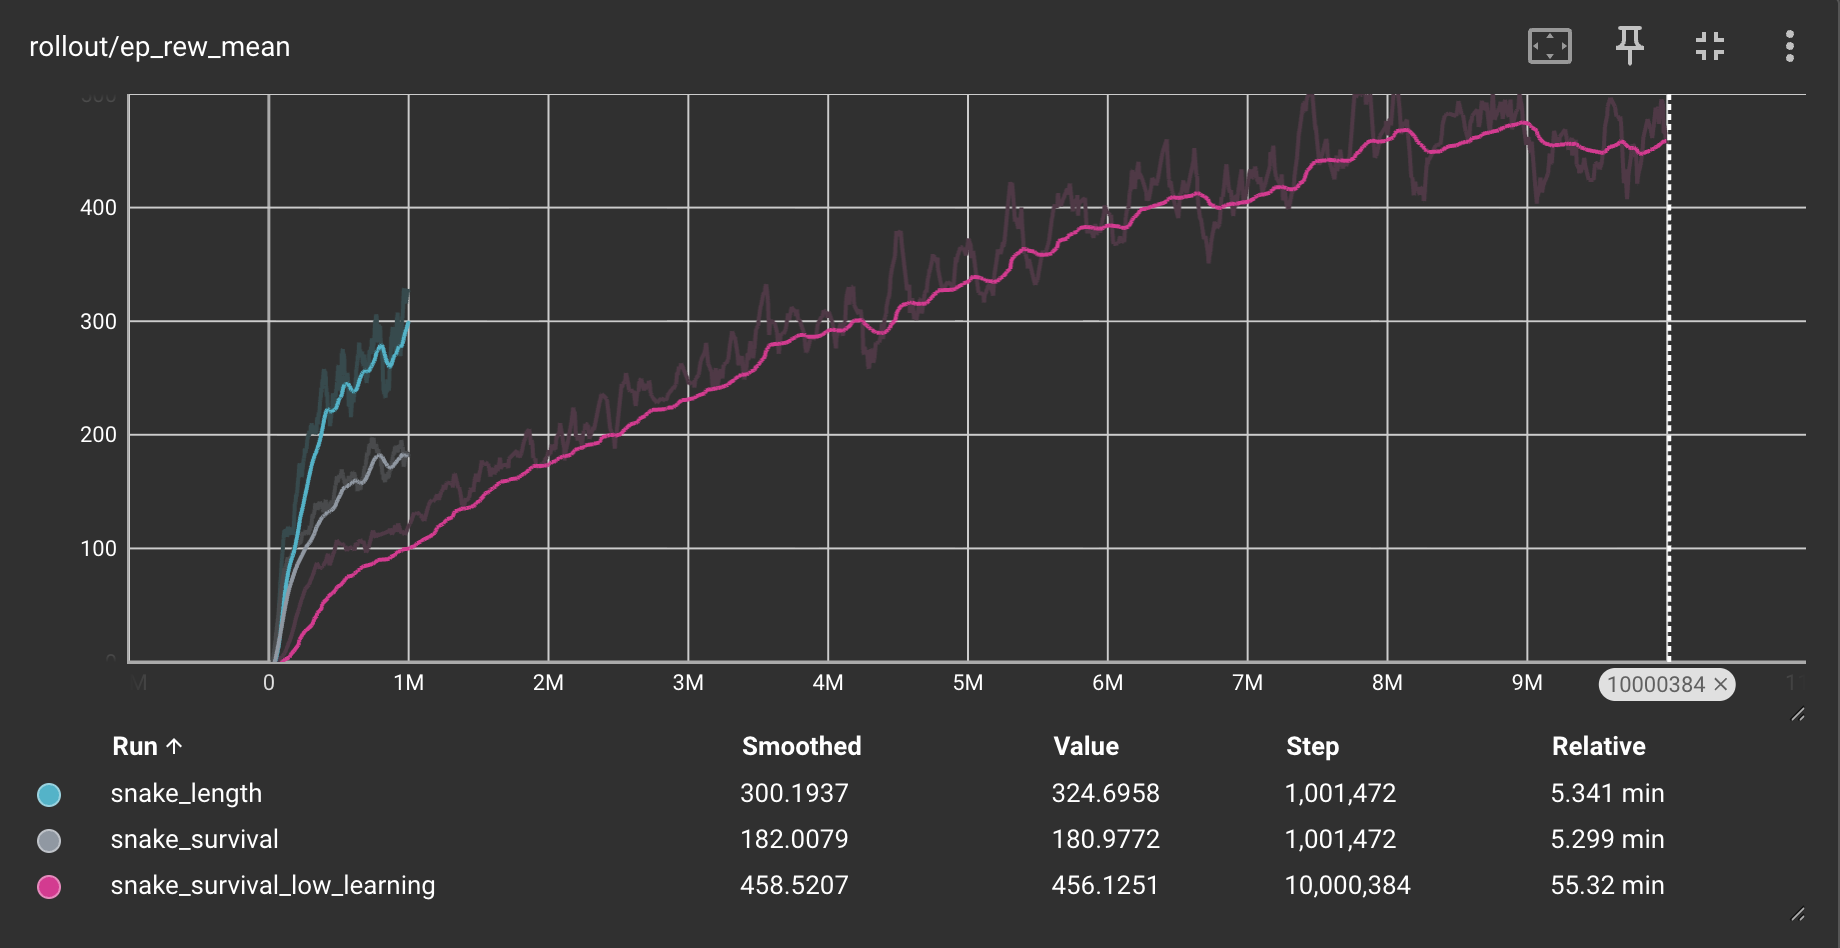 rollout/ep_rew_mean
500
400
300
200
100
0
M 0 1M 2M 3M 4M 5M 6M 7M 8M 9M 10000384 ×
Run ↑ Smoothed Value Step Relative
snake_length 300.1937 324.6958 1,001,472 5.341 min
snake_survival 182.0079 180.9772 1,001,472 5.299 min
snake_survival_low_learning 458.5207 456.1251 10,000,384 55.32 min